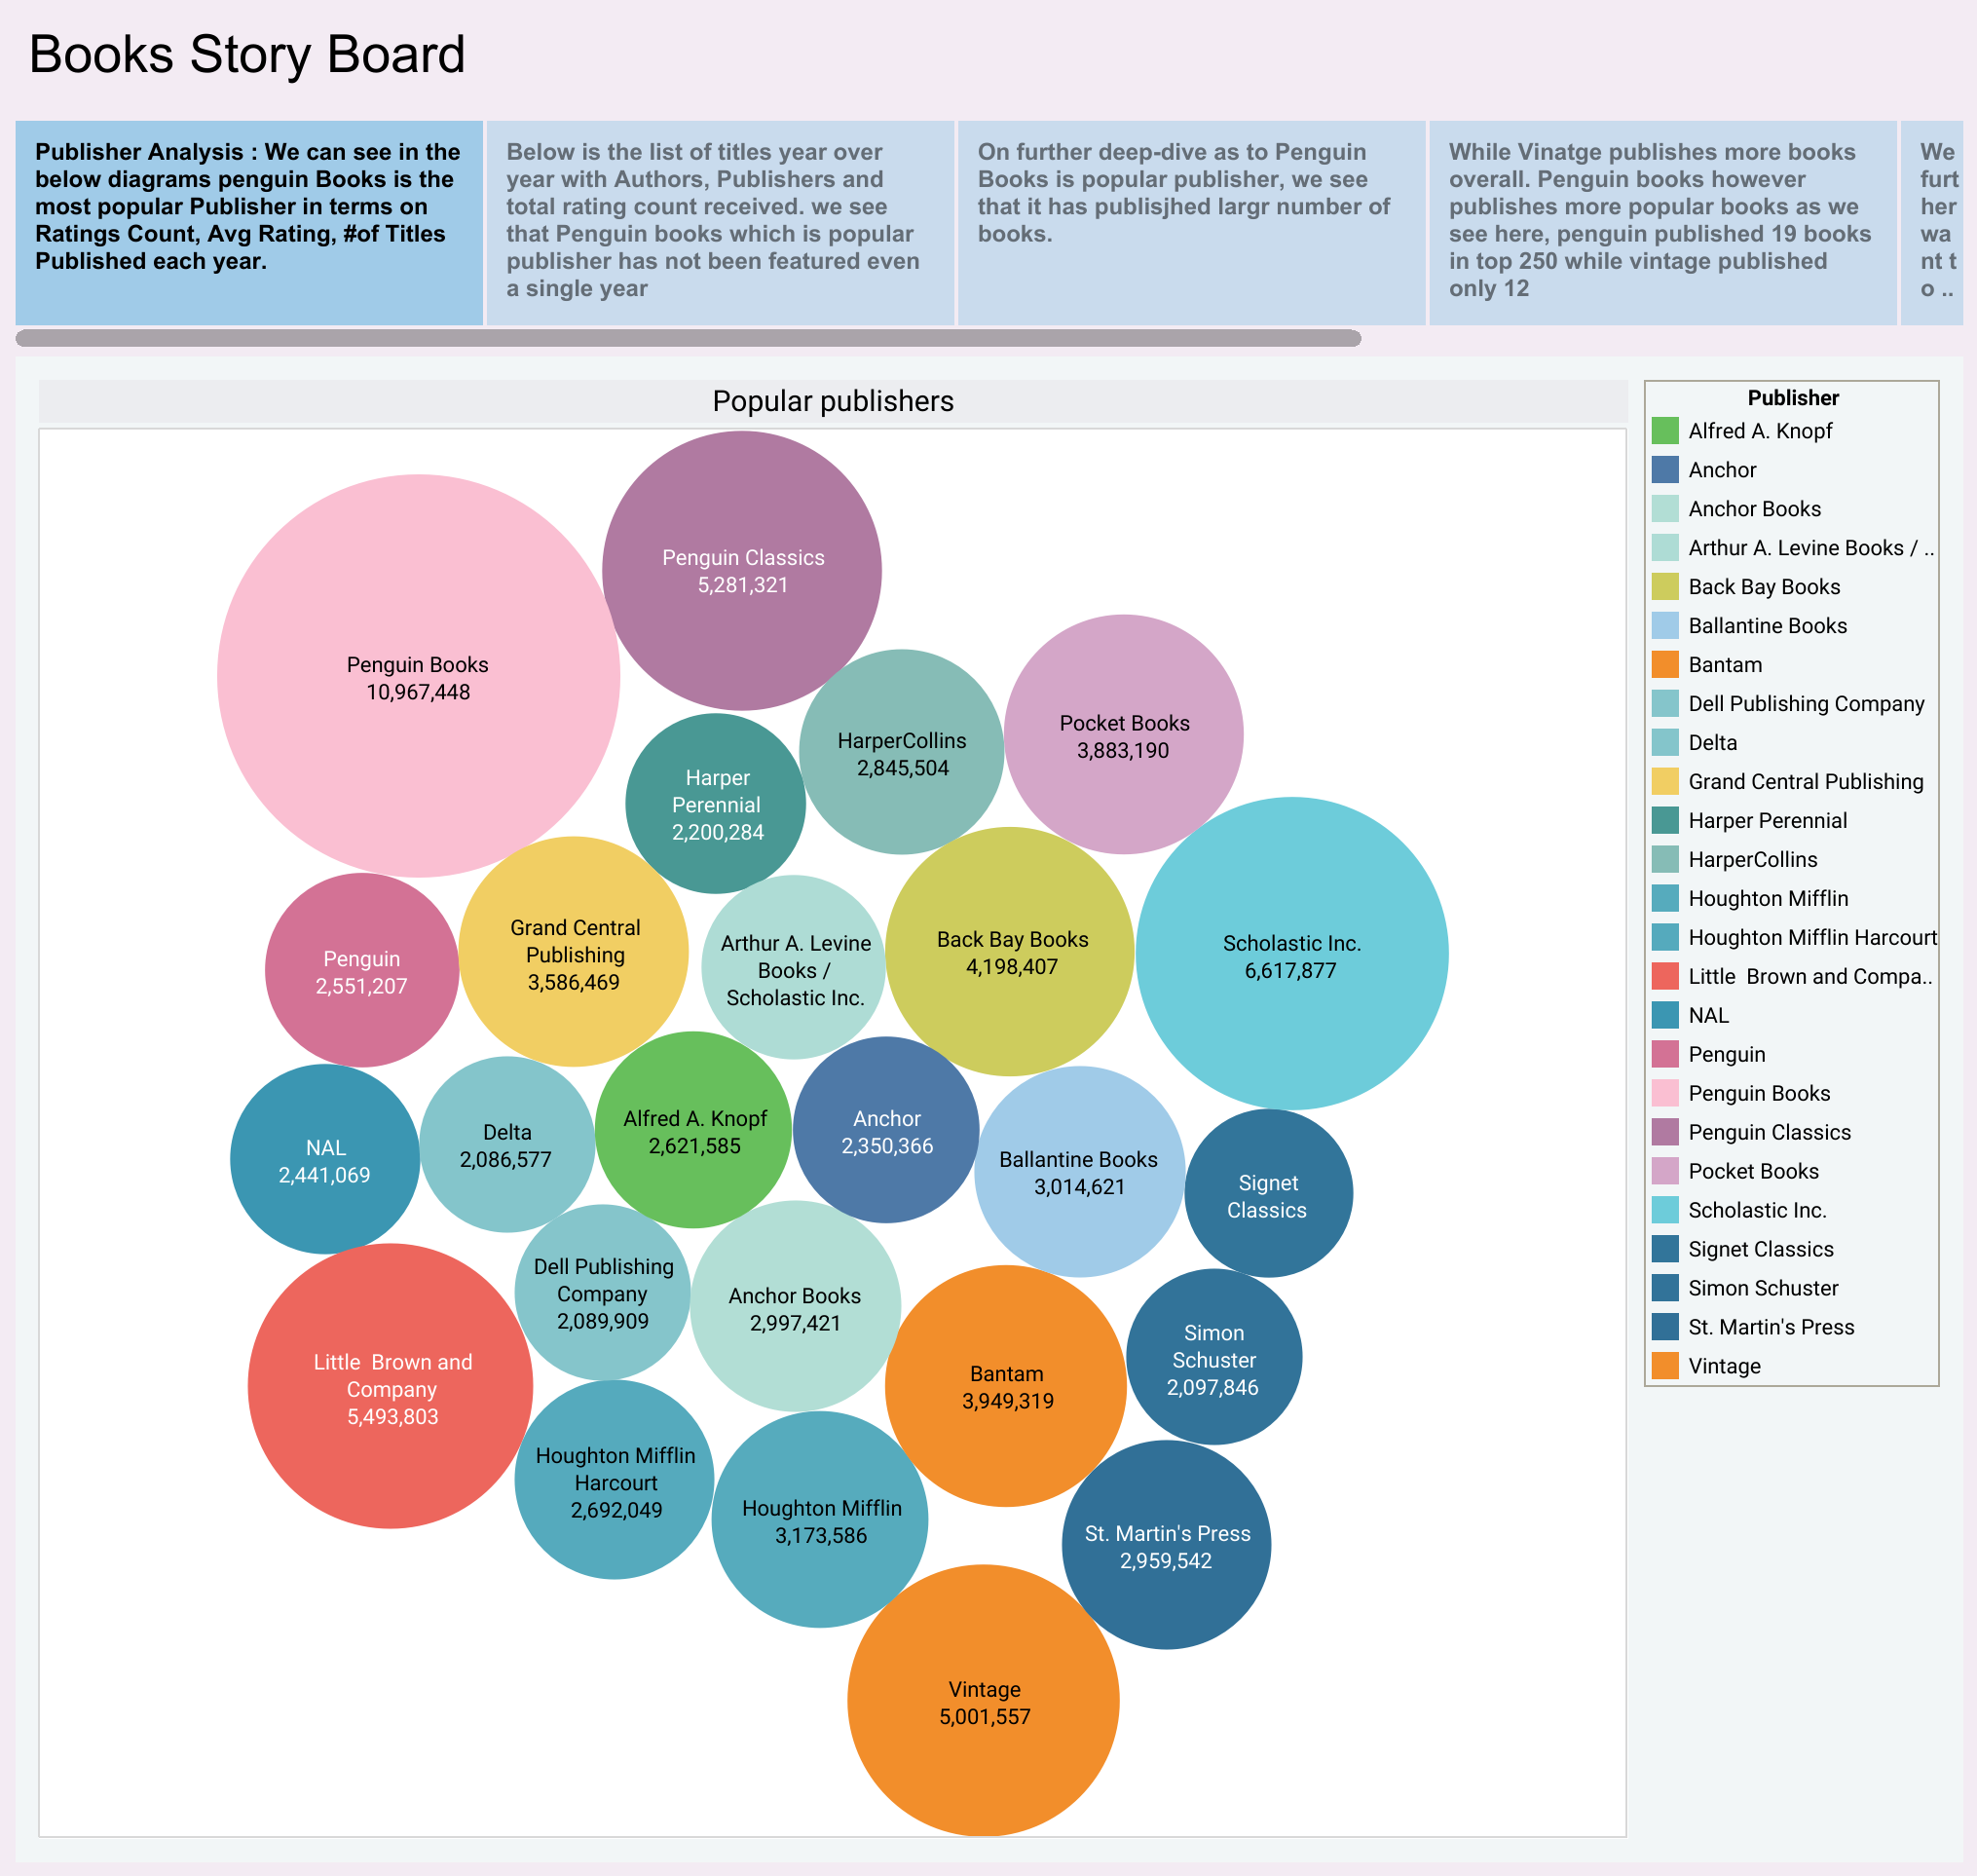 Books Story Board
Publisher Analysis : We can see in the
below diagrams penguin Books is the
most popular Publisher in terms on
Ratings Count, Avg Rating, #of Titles
Published each year.
Below is the list of titles year over
year with Authors, Publishers and
total rating count received. we see
that Penguin books which is popular
publisher has not been featured even
a single year
On further deep-dive as to Penguin
Books is popular publisher, we see
that it has publisjhed largr number of
books.
While Vinatge publishes more books
overall. Penguin books however
publishes more popular books as we
see here, penguin published 19 books
in top 250 while vintage published
only 12
We
furt
her
wa
nt t
o ..
Popular publishers
Penguin Classics
5,281,321
Penguin Books
10,967,448
Pocket Books
3,883,190
HarperCollins
2,845,504
Harper
Perennial
2,200,284
Grand Central
Publishing
3,586,469
Penguin
2,551,207
Arthur A. Levine
Books /
Scholastic Inc.
Back Bay Books
4,198,407
Scholastic Inc.
6,617,877
NAL
2,441,069
Delta
2,086,577
Alfred A. Knopf
2,621,585
Anchor
2,350,366
Ballantine Books
3,014,621
Signet
Classics
Dell Publishing
Company
2,089,909
Anchor Books
2,997,421
Little  Brown and
Company
5,493,803
Bantam
3,949,319
Simon
Schuster
2,097,846
Houghton Mifflin
Harcourt
2,692,049
Houghton Mifflin
3,173,586
St. Martin's Press
2,959,542
Vintage
5,001,557
Publisher
Alfred A. Knopf
Anchor
Anchor Books
Arthur A. Levine Books / ..
Back Bay Books
Ballantine Books
Bantam
Dell Publishing Company
Delta
Grand Central Publishing
Harper Perennial
HarperCollins
Houghton Mifflin
Houghton Mifflin Harcourt
Little  Brown and Compa..
NAL
Penguin
Penguin Books
Penguin Classics
Pocket Books
Scholastic Inc.
Signet Classics
Simon Schuster
St. Martin's Press
Vintage